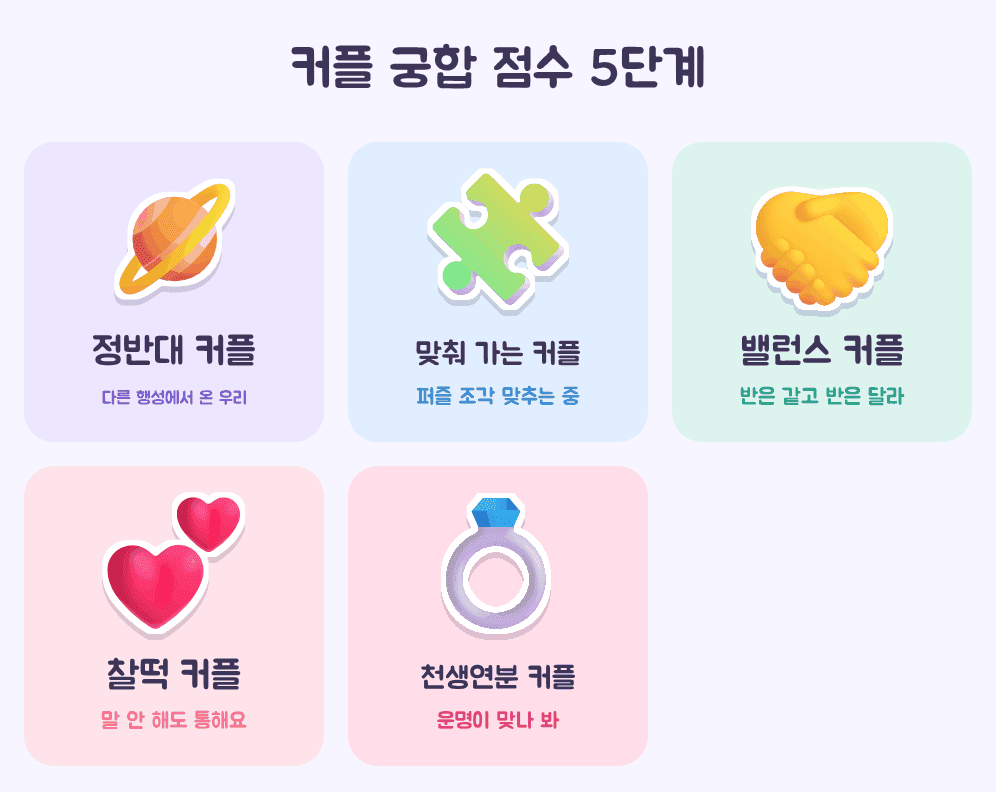 커플 궁합 점수 5단계
정반대 커플
다른 행성에서 온 우리
맞춰 가는 커플
퍼즐 조각 맞추는 중
밸런스 커플
반은 같고 반은 달라
찰떡 커플
말 안 해도 통해요
천생연분 커플
운명이 맞나 봐